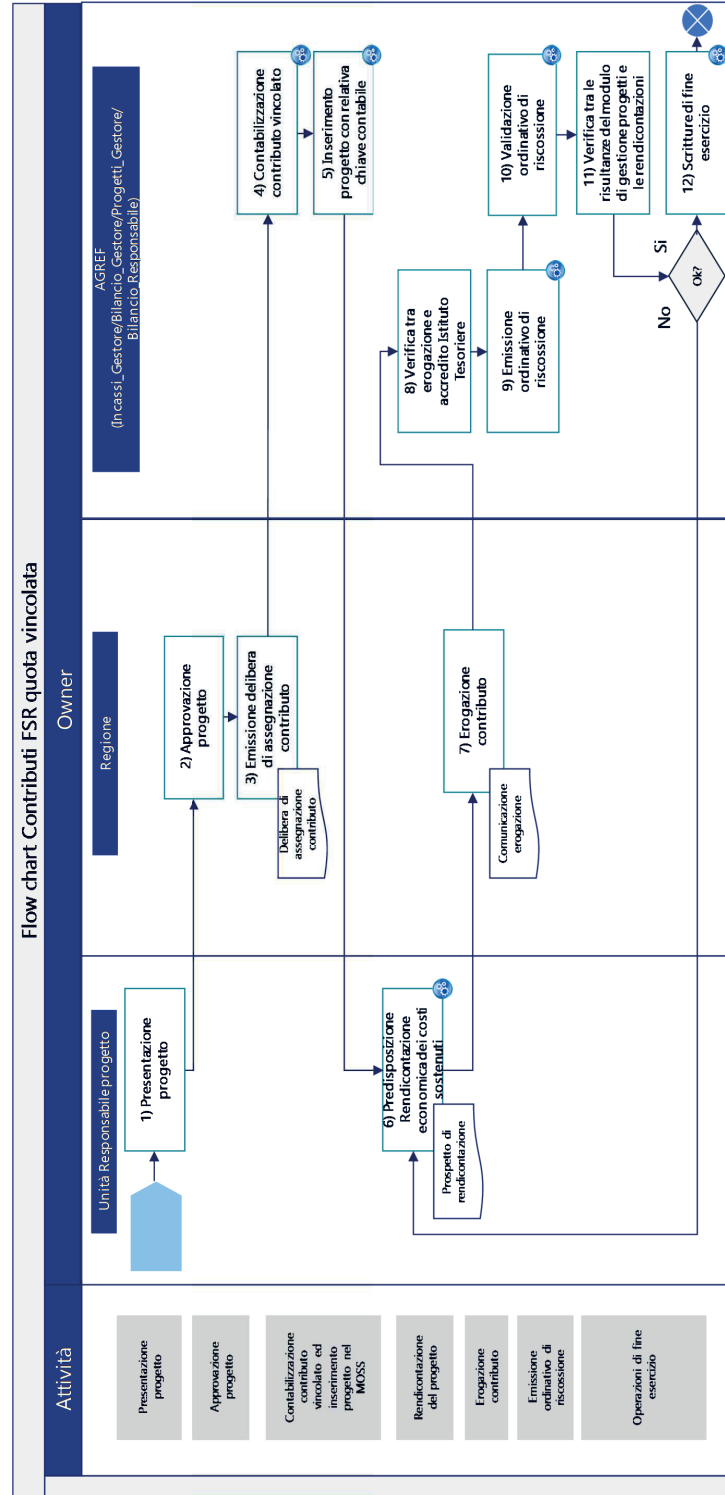 Flow chart Contributi FSR quota vincolata
Attività
Owner
Unità Responsabile progetto
Regione
AGREF
(Incassi_Gestore/Bilancio_Gestore/Progetti_Gestore/
Bilancio_Responsabile)
Presentazione
progetto
1) Presentazione
progetto
Approvazione
progetto
2) Approvazione
progetto
Contabilizzazione
contributo
vincolato ed
inserimento
progetto nel
MOSS
3) Emissione delibera
di assegnazione
contributo
Delibera di
assegnazione
contributo
4) Contabilizzazione
contributo vincolato
5) Inserimento
progetto con relativa
chiave contabile
Rendicontazione
del progetto
6) Predisposizione
Rendicontazione
economica dei costi
sostenuti
Prospetto di
rendicontazione
Erogazione
contributo
7) Erogazione
contributo
Comunicazione
erogazione
8) Verifica tra
erogazione e
accredito Istituto
Tesoriere
Emissione
ordinativo di
riscossione
9) Emissione
ordinativo di
riscossione
10) Validazione
ordinativo di
riscossione
Operazioni di fine
esercizio
11) Verifica tra le
risultanze del modulo
di gestione progetti e
le rendicontazioni
No
Ok?
Si
12) Scritture di fine
esercizio